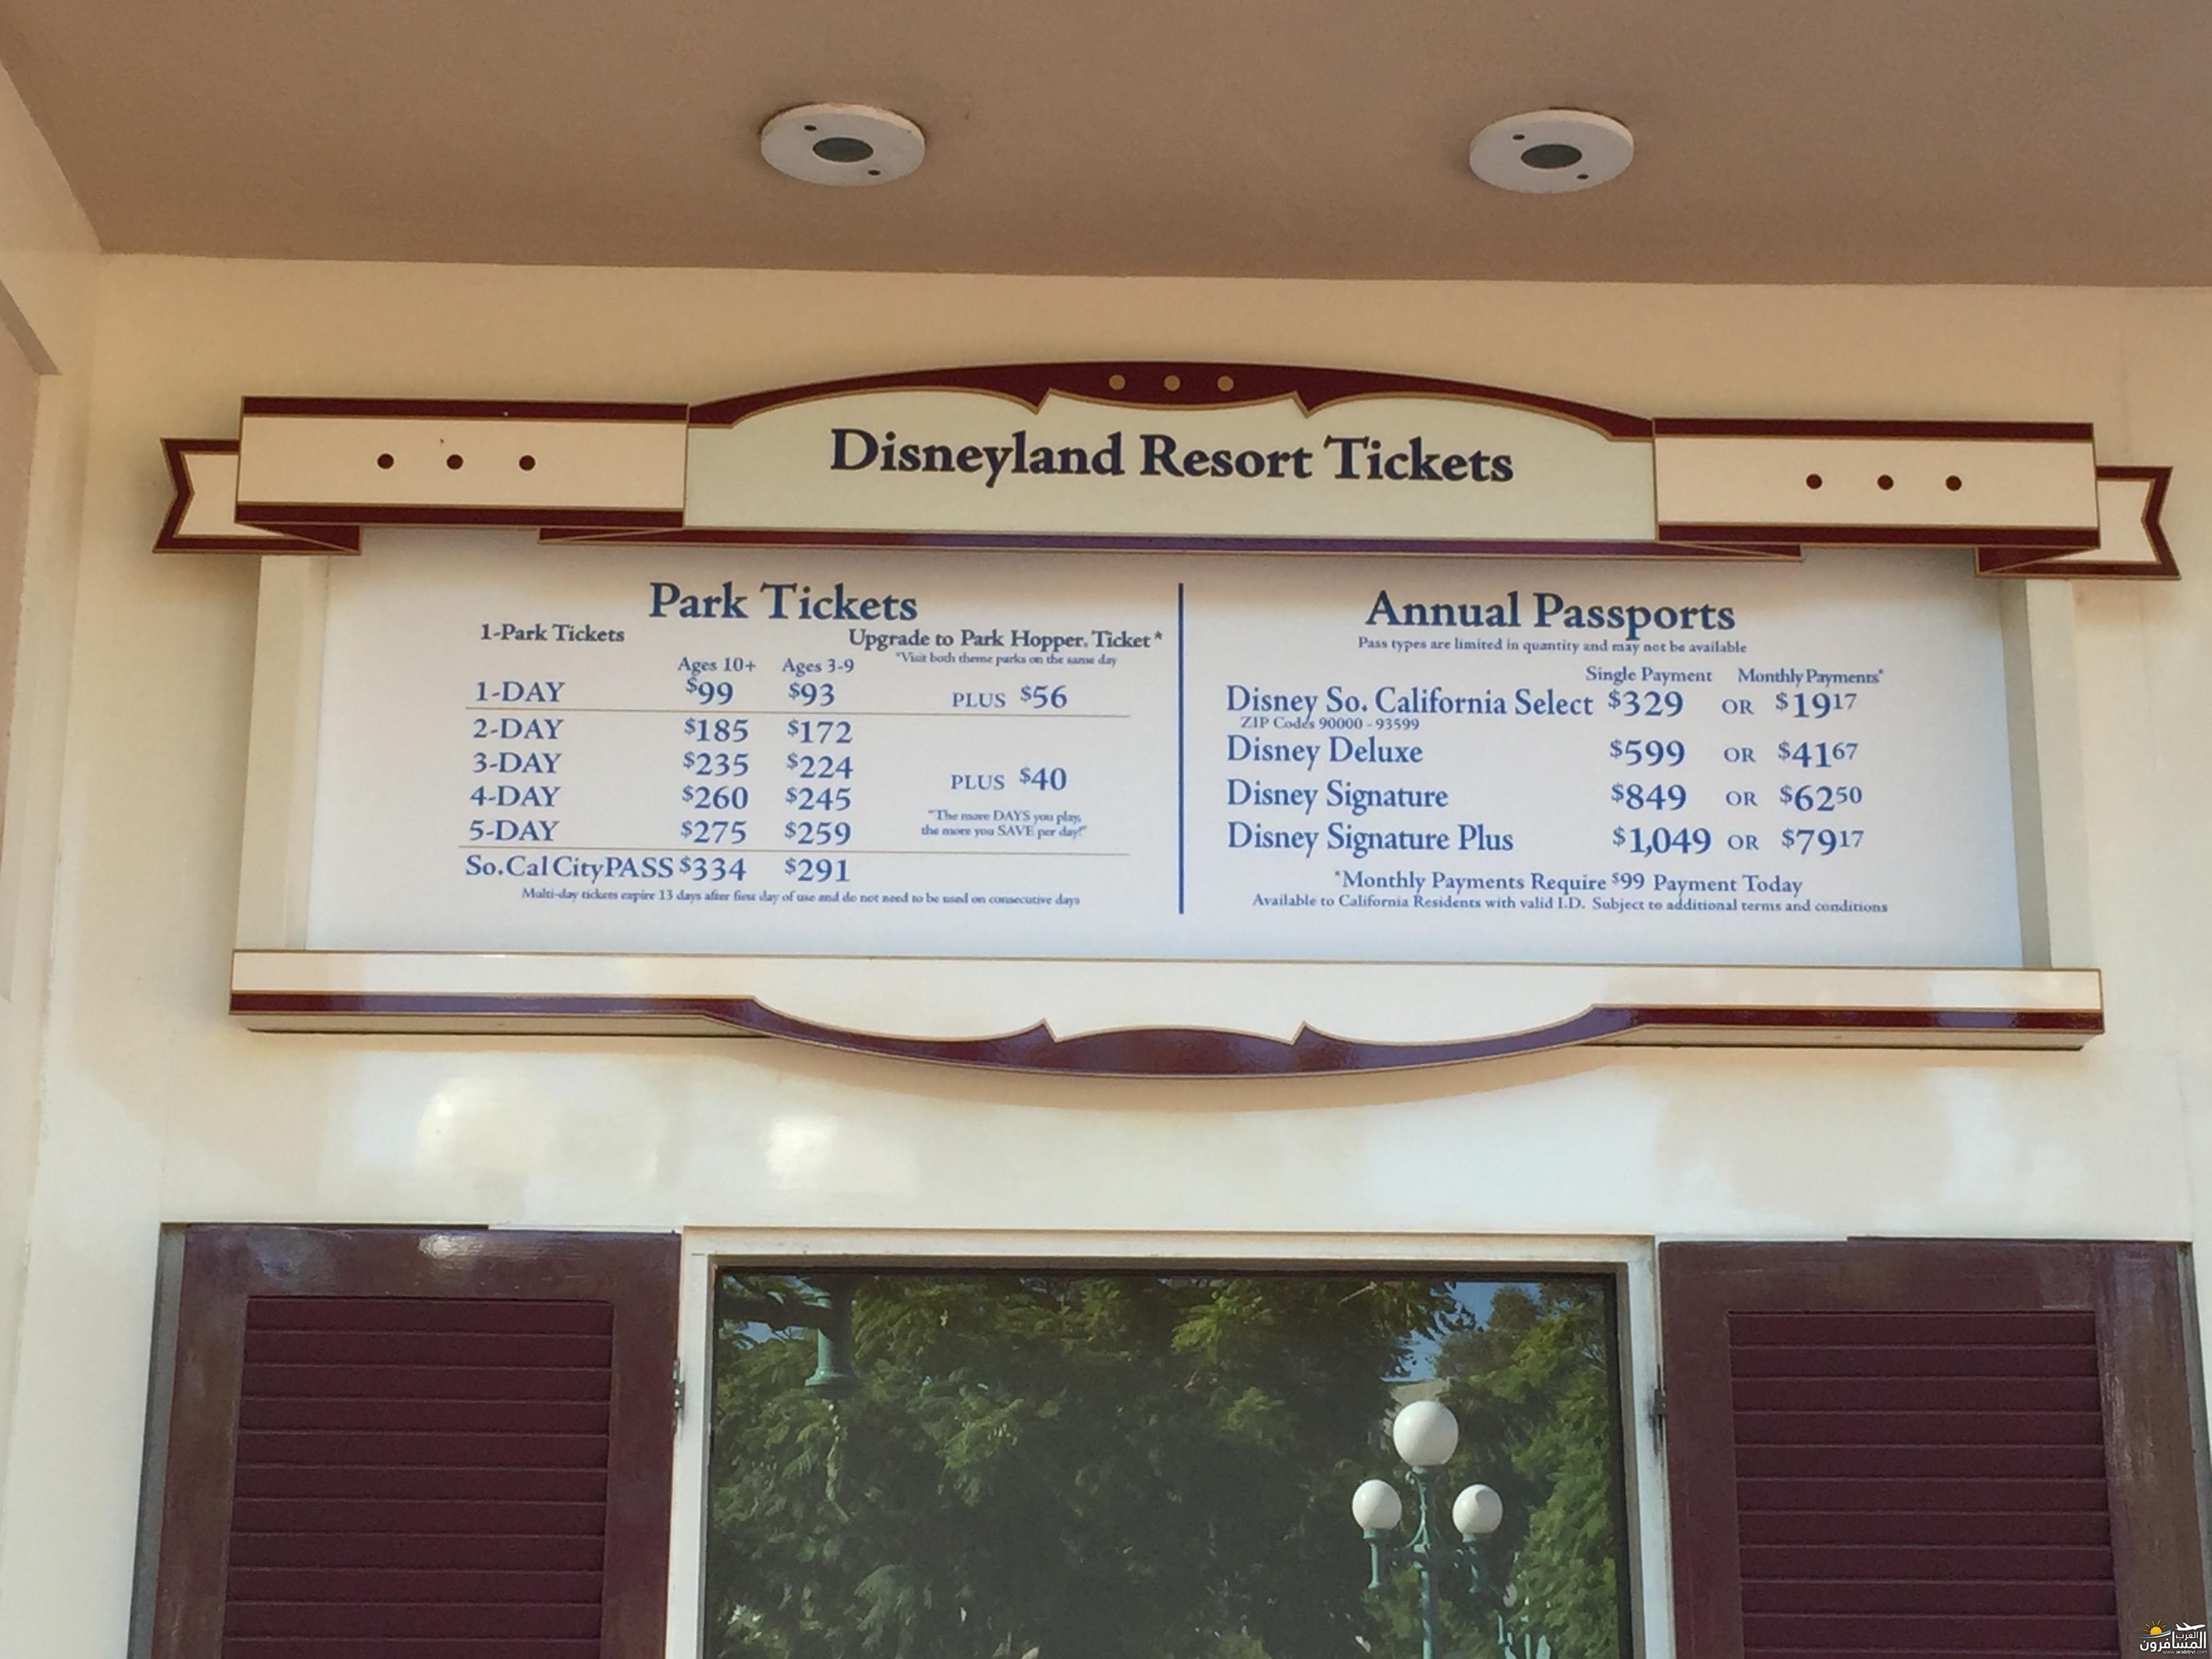 Disneyland Resort Tickets
Park Tickets
1-Park Tickets
Upgrade to Park Hopper® Ticket*
*Visit both theme parks on the same day
Ages 10+ Ages 3-9
1-DAY $99 $93 PLUS $56
2-DAY $185 $172
3-DAY $235 $224
PLUS $40
4-DAY $260 $245
"The more DAYS you play,
the more you SAVE per day!"
5-DAY $275 $259
So.Cal CityPASS $334 $291
Multi-day tickets expire 13 days after first day of use and do not need to be used on consecutive days
Annual Passports
Pass types are limited in quantity and may not be available
Single Payment Monthly Payments*
Disney So. California Select $329 OR $19.17
ZIP Codes 90000 - 93599
Disney Deluxe $599 OR $41.67
Disney Signature $849 OR $62.50
Disney Signature Plus $1,049 OR $79.17
*Monthly Payments Require $99 Payment Today
Available to California Residents with valid I.D. Subject to additional terms and conditions
العرب
المسافرون